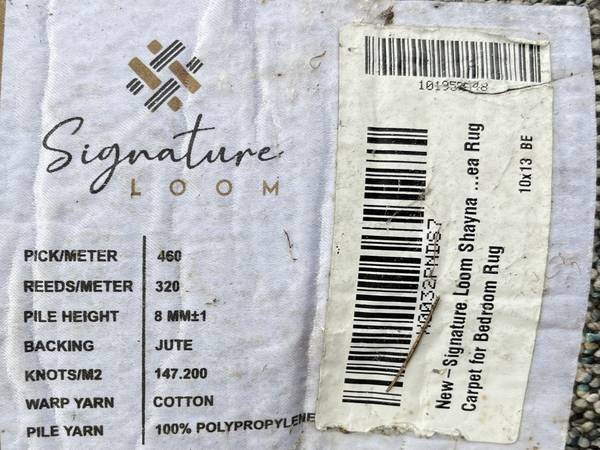 Signature
LOOM
PICK/METER 460
REEDS/METER 320
PILE HEIGHT 8 MM±1
BACKING JUTE
KNOTS/M2 147.200
WARP YARN COTTON
PILE YARN 100% POLYPROPYLENE
New - Signature Loom Shayna ...ea Rug
Carpet for Bedroom Rug
10x13 BE